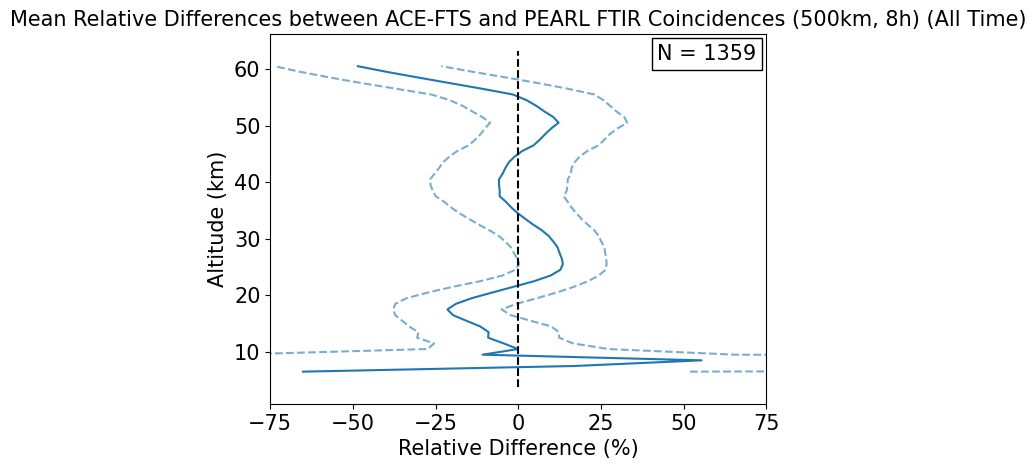 Mean Relative Differences between ACE-FTS and PEARL FTIR Coincidences (500km, 8h) (All Time)
N = 1359
60
50
40
30
20
10
Altitude (km)
−75 −50 −25 0 25 50 75
Relative Difference (%)